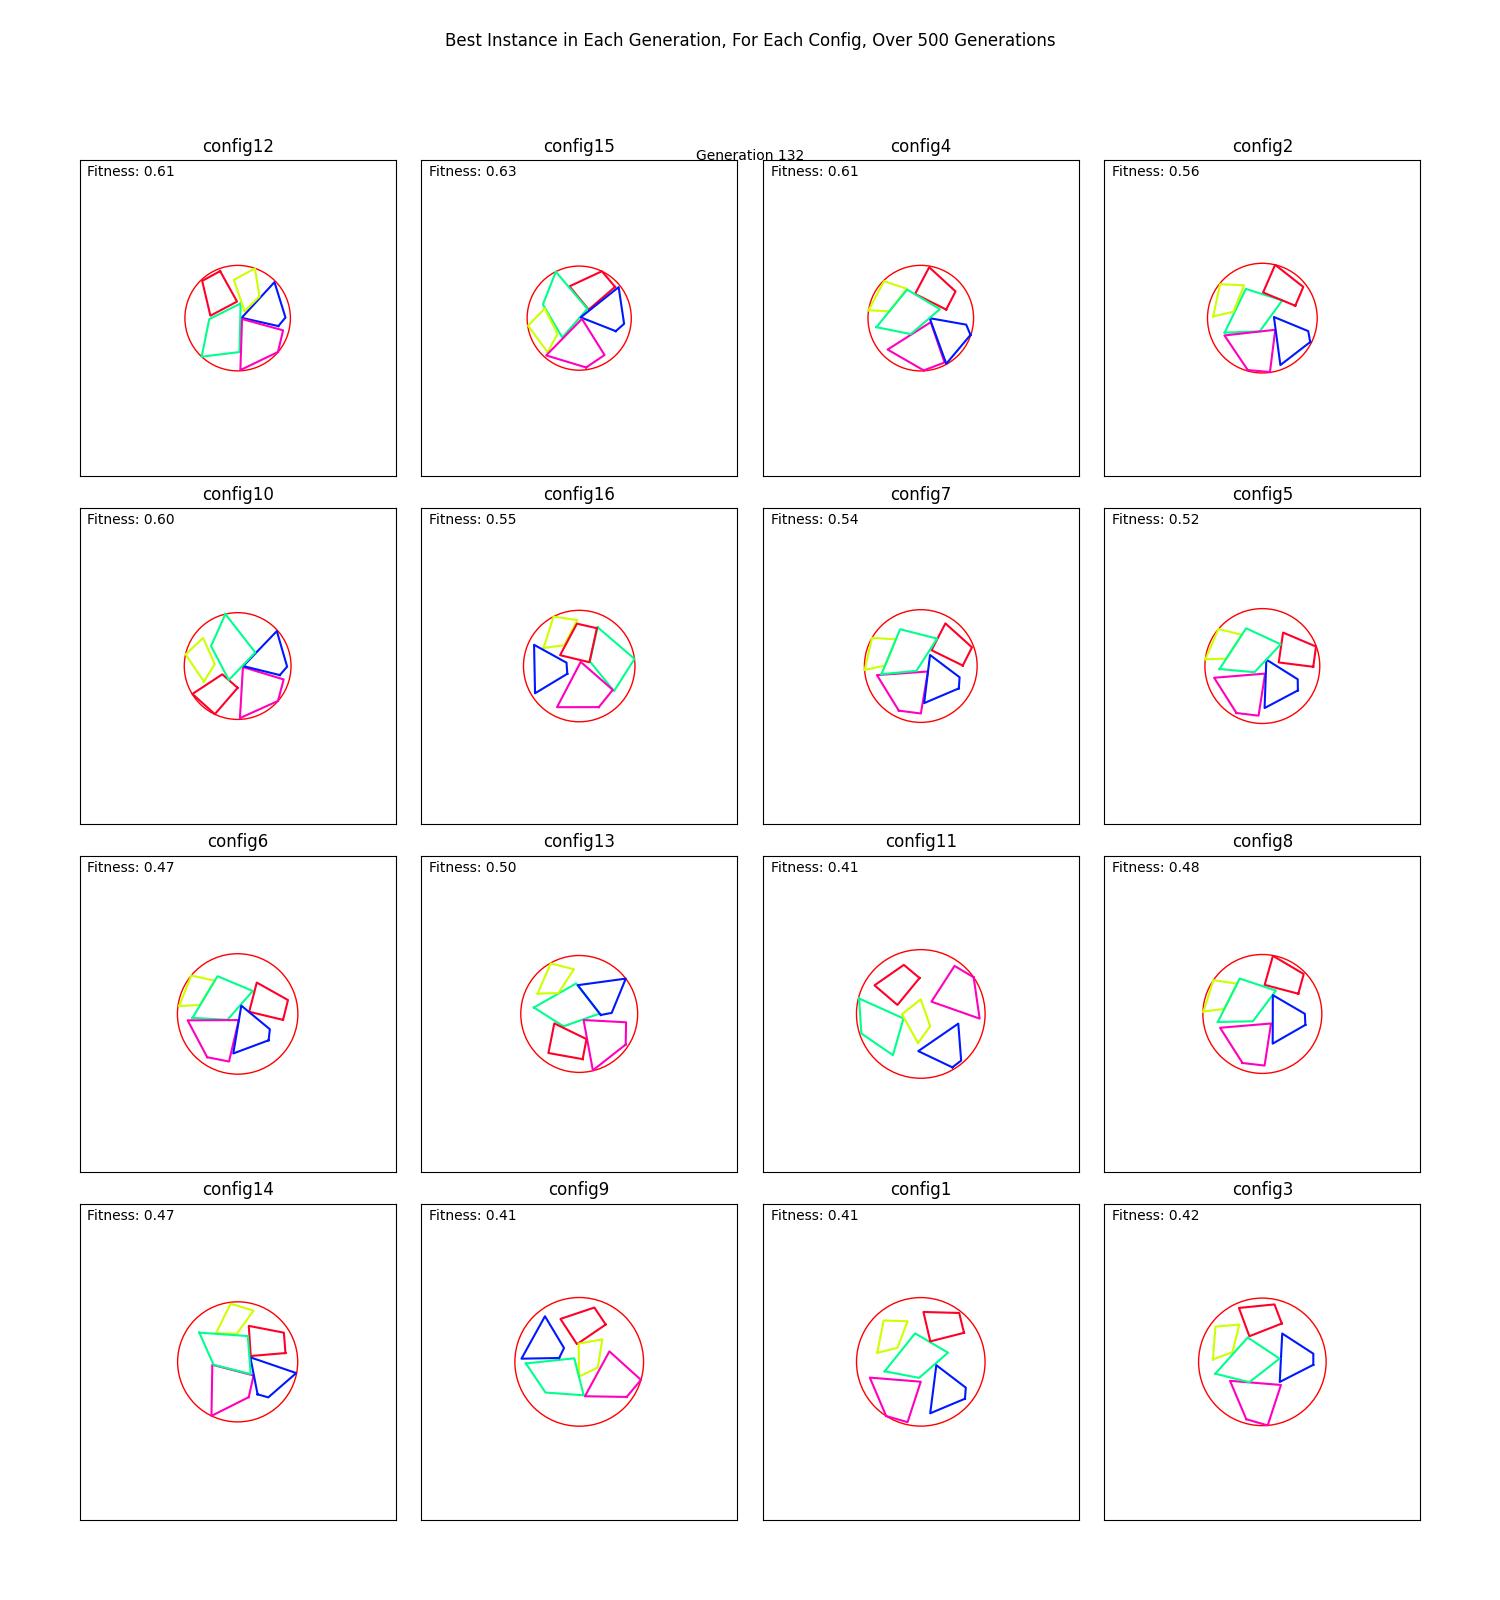 Best Instance in Each Generation, For Each Config, Over 500 Generations
Generation 132
config12
Fitness: 0.61
config15
Fitness: 0.63
config4
Fitness: 0.61
config2
Fitness: 0.56
config10
Fitness: 0.60
config16
Fitness: 0.55
config7
Fitness: 0.54
config5
Fitness: 0.52
config6
Fitness: 0.47
config13
Fitness: 0.50
config11
Fitness: 0.41
config8
Fitness: 0.48
config14
Fitness: 0.47
config9
Fitness: 0.41
config1
Fitness: 0.41
config3
Fitness: 0.42